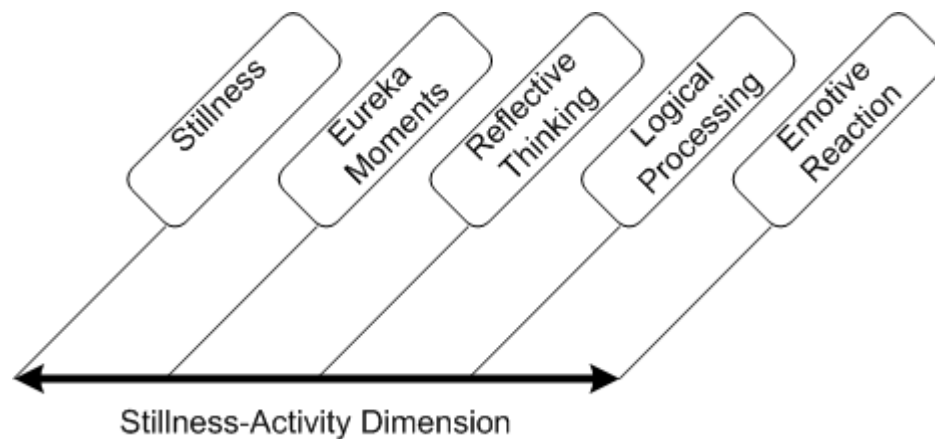 Stillness
Eureka
Moments
Reflective
Thinking
Logical
Processing
Emotive
Reaction
Stillness-Activity Dimension